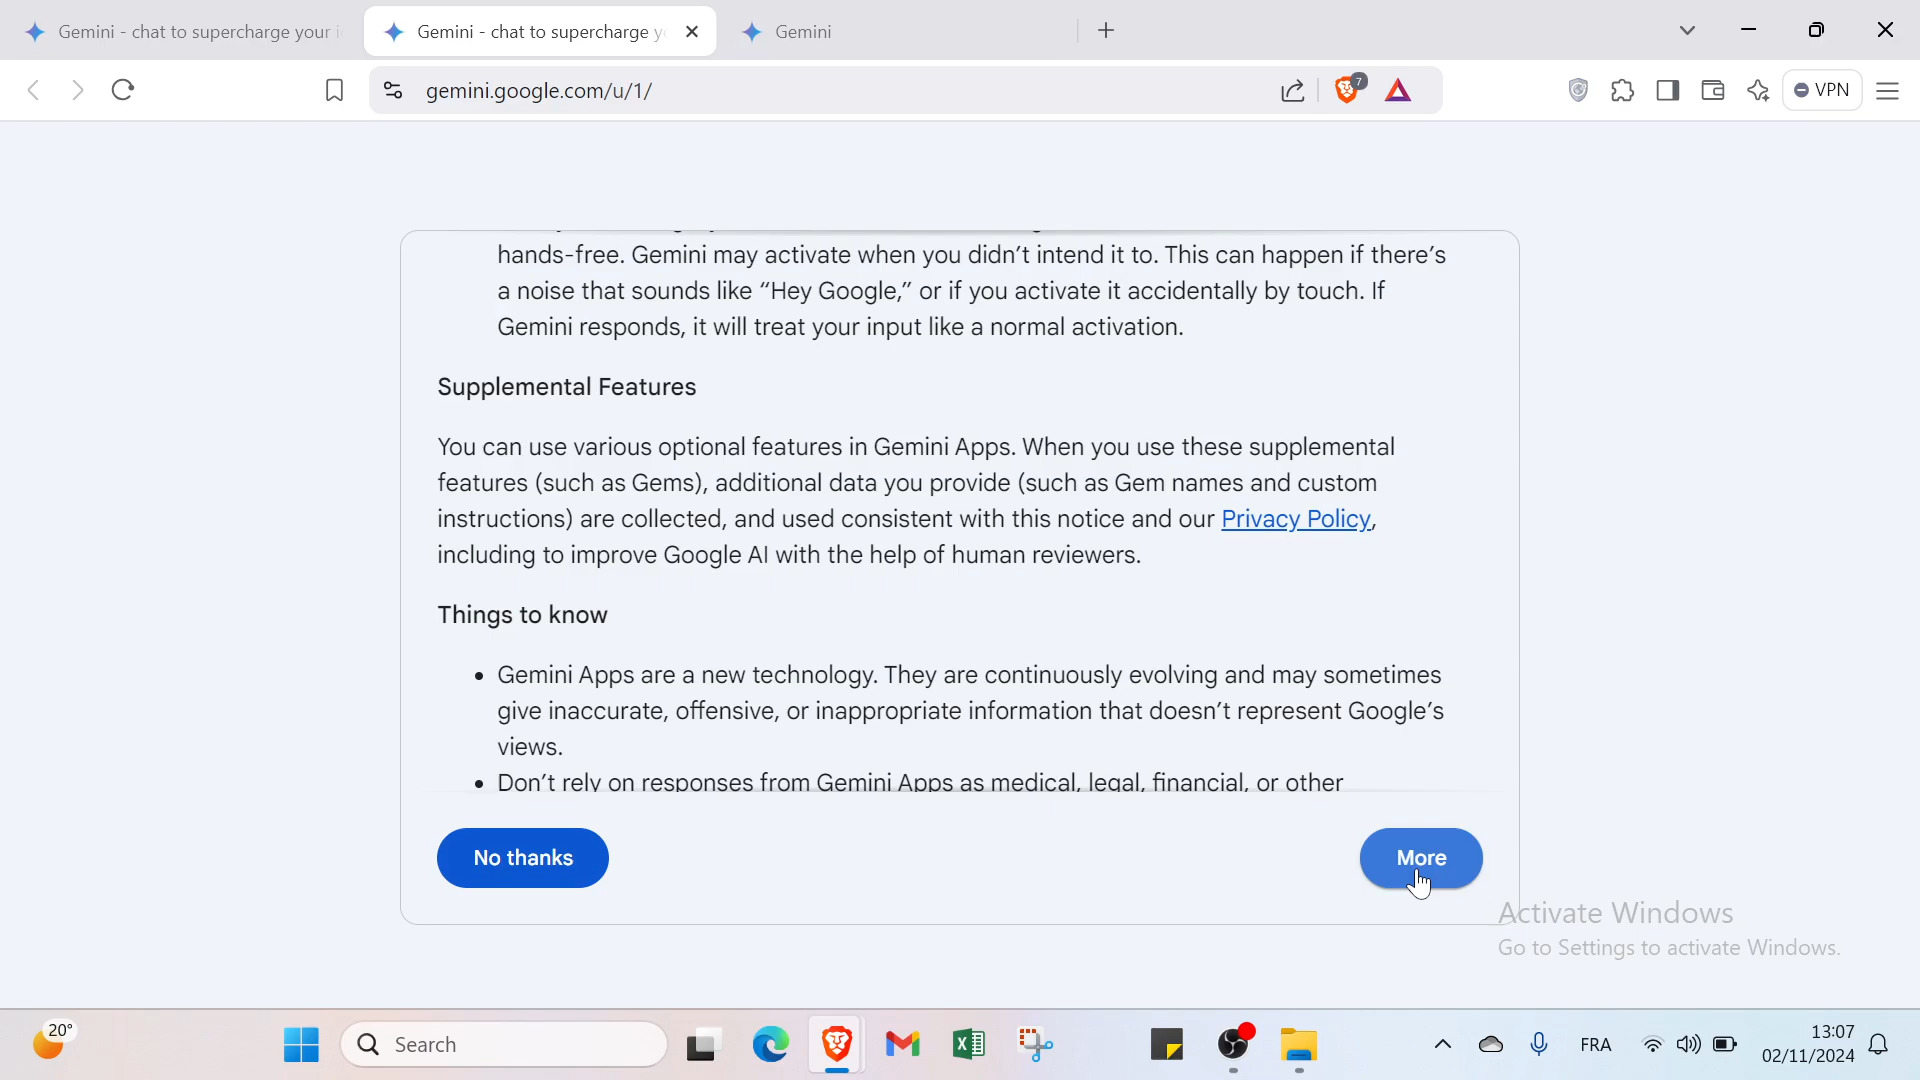 Gemini - chat to supercharge your i
Gemini - chat to supercharge y
Gemini
gemini.google.com/u/1/
7
VPN
hands-free. Gemini may activate when you didn't intend it to. This can happen if there's
a noise that sounds like “Hey Google,” or if you activate it accidentally by touch. If
Gemini responds, it will treat your input like a normal activation.
Supplemental Features
You can use various optional features in Gemini Apps. When you use these supplemental
features (such as Gems), additional data you provide (such as Gem names and custom
instructions) are collected, and used consistent with this notice and our Privacy Policy,
including to improve Google AI with the help of human reviewers.
Things to know
• Gemini Apps are a new technology. They are continuously evolving and may sometimes
give inaccurate, offensive, or inappropriate information that doesn't represent Google's
views.
• Don't rely on responses from Gemini Apps as medical, legal, financial, or other
No thanks
More
Activate Windows
Go to Settings to activate Windows.
20°
Search
FRA
13:07
02/11/2024